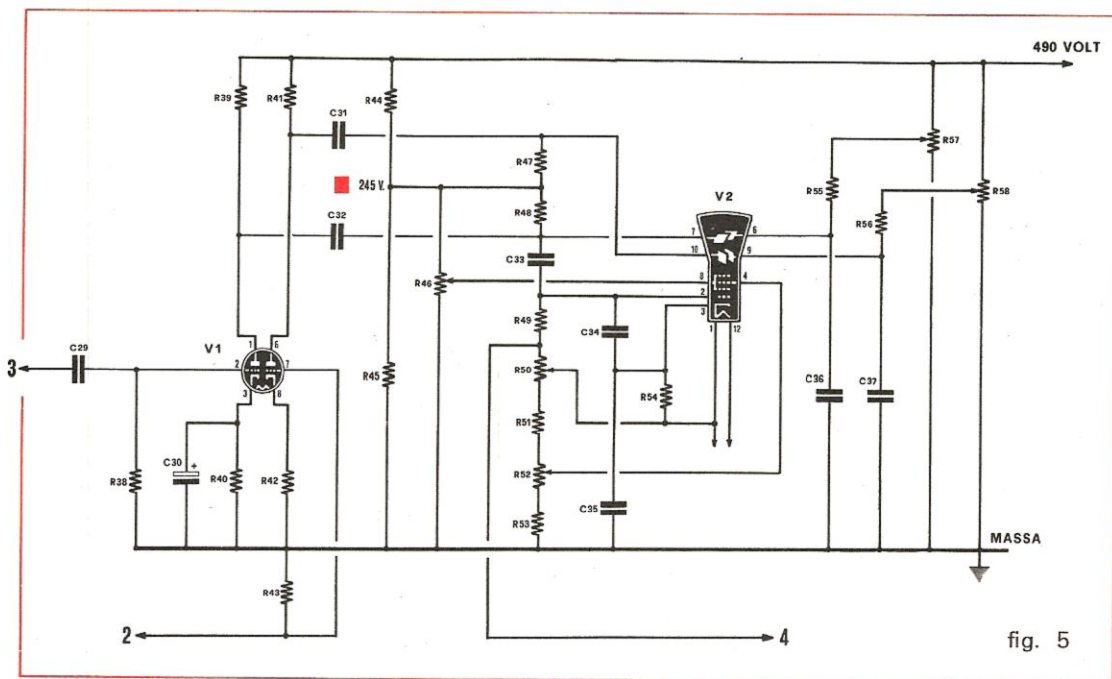 490 VOLT
R39
R41
R44
C31
R57
R47
R55
245 V.
V2
R58
R48
R56
C32
7
6
10
9
C33
8
4
R46
2
3
R49
C34
1
12
1
6
V1
C29
3
2
7
R45
R50
R54
C36
C37
3
8
R51
C30
+
R38
R40
R42
R52
C35
R53
MASSA
R43
2
4
fig. 5